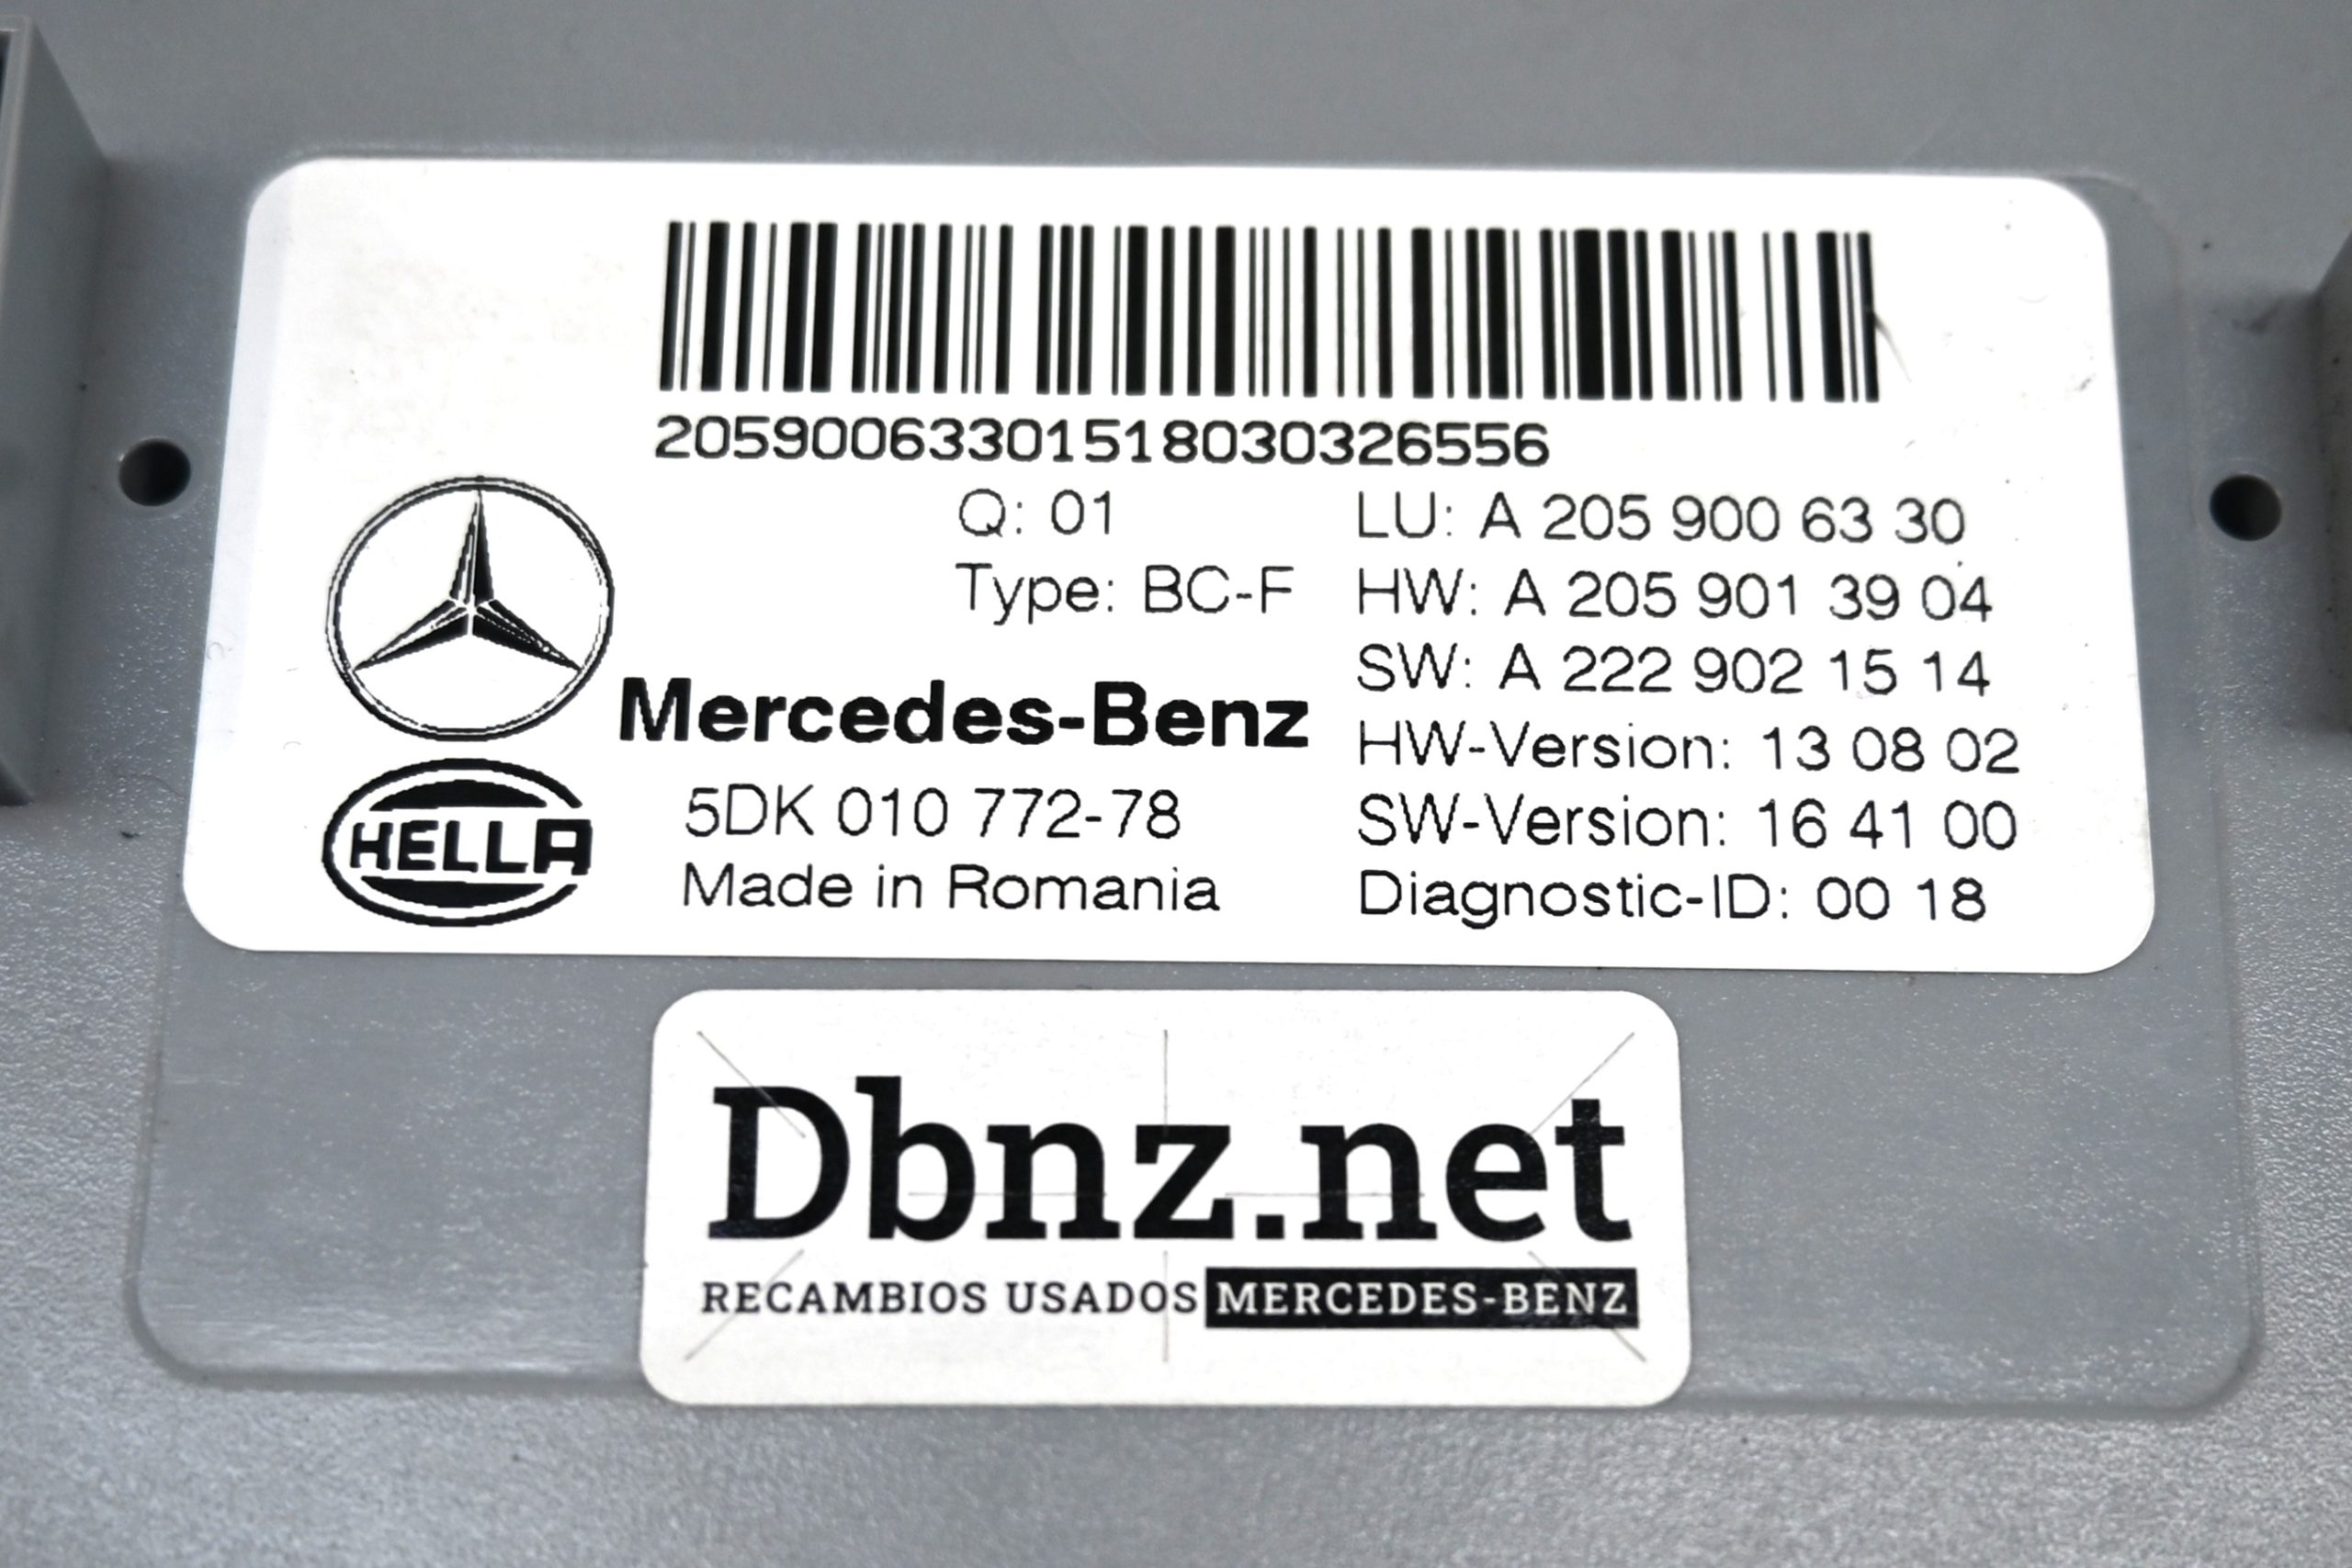 20590063301518030326556
Q: 01
Type: BC-F
LU: A 205 900 63 30
HW: A 205 901 39 04
SW: A 222 902 15 14
HW-Version: 13 08 02
SW-Version: 16 41 00
Diagnostic-ID: 00 18
Mercedes-Benz
HELLA
5DK 010 772-78
Made in Romania
Dbnz.net
RECAMBIOS USADOS MERCEDES-BENZ